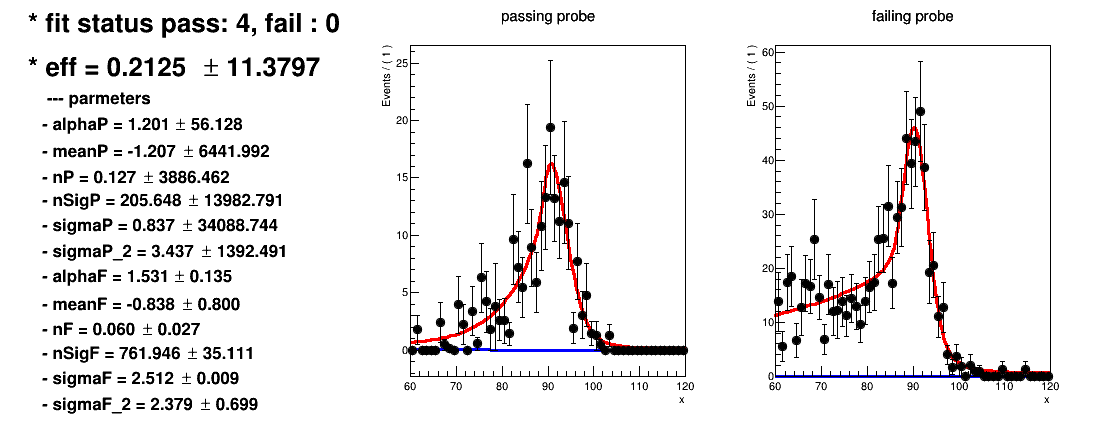 * fit status pass: 4, fail : 0
* eff = 0.2125 ± 11.3797
--- parmeters
- alphaP = 1.201 ± 56.128
- meanP = -1.207 ± 6441.992
- nP = 0.127 ± 3886.462
- nSigP = 205.648 ± 13982.791
- sigmaP = 0.837 ± 34088.744
- sigmaP_2 = 3.437 ± 1392.491
- alphaF = 1.531 ± 0.135
- meanF = -0.838 ± 0.800
- nF = 0.060 ± 0.027
- nSigF = 761.946 ± 35.111
- sigmaF = 2.512 ± 0.009
- sigmaF_2 = 2.379 ± 0.699
passing probe
Events / ( 1 )
25
20
15
10
5
0
60 70 80 90 100 110 120
x
failing probe
Events / ( 1 )
60
50
40
30
20
10
0
60 70 80 90 100 110 120
x